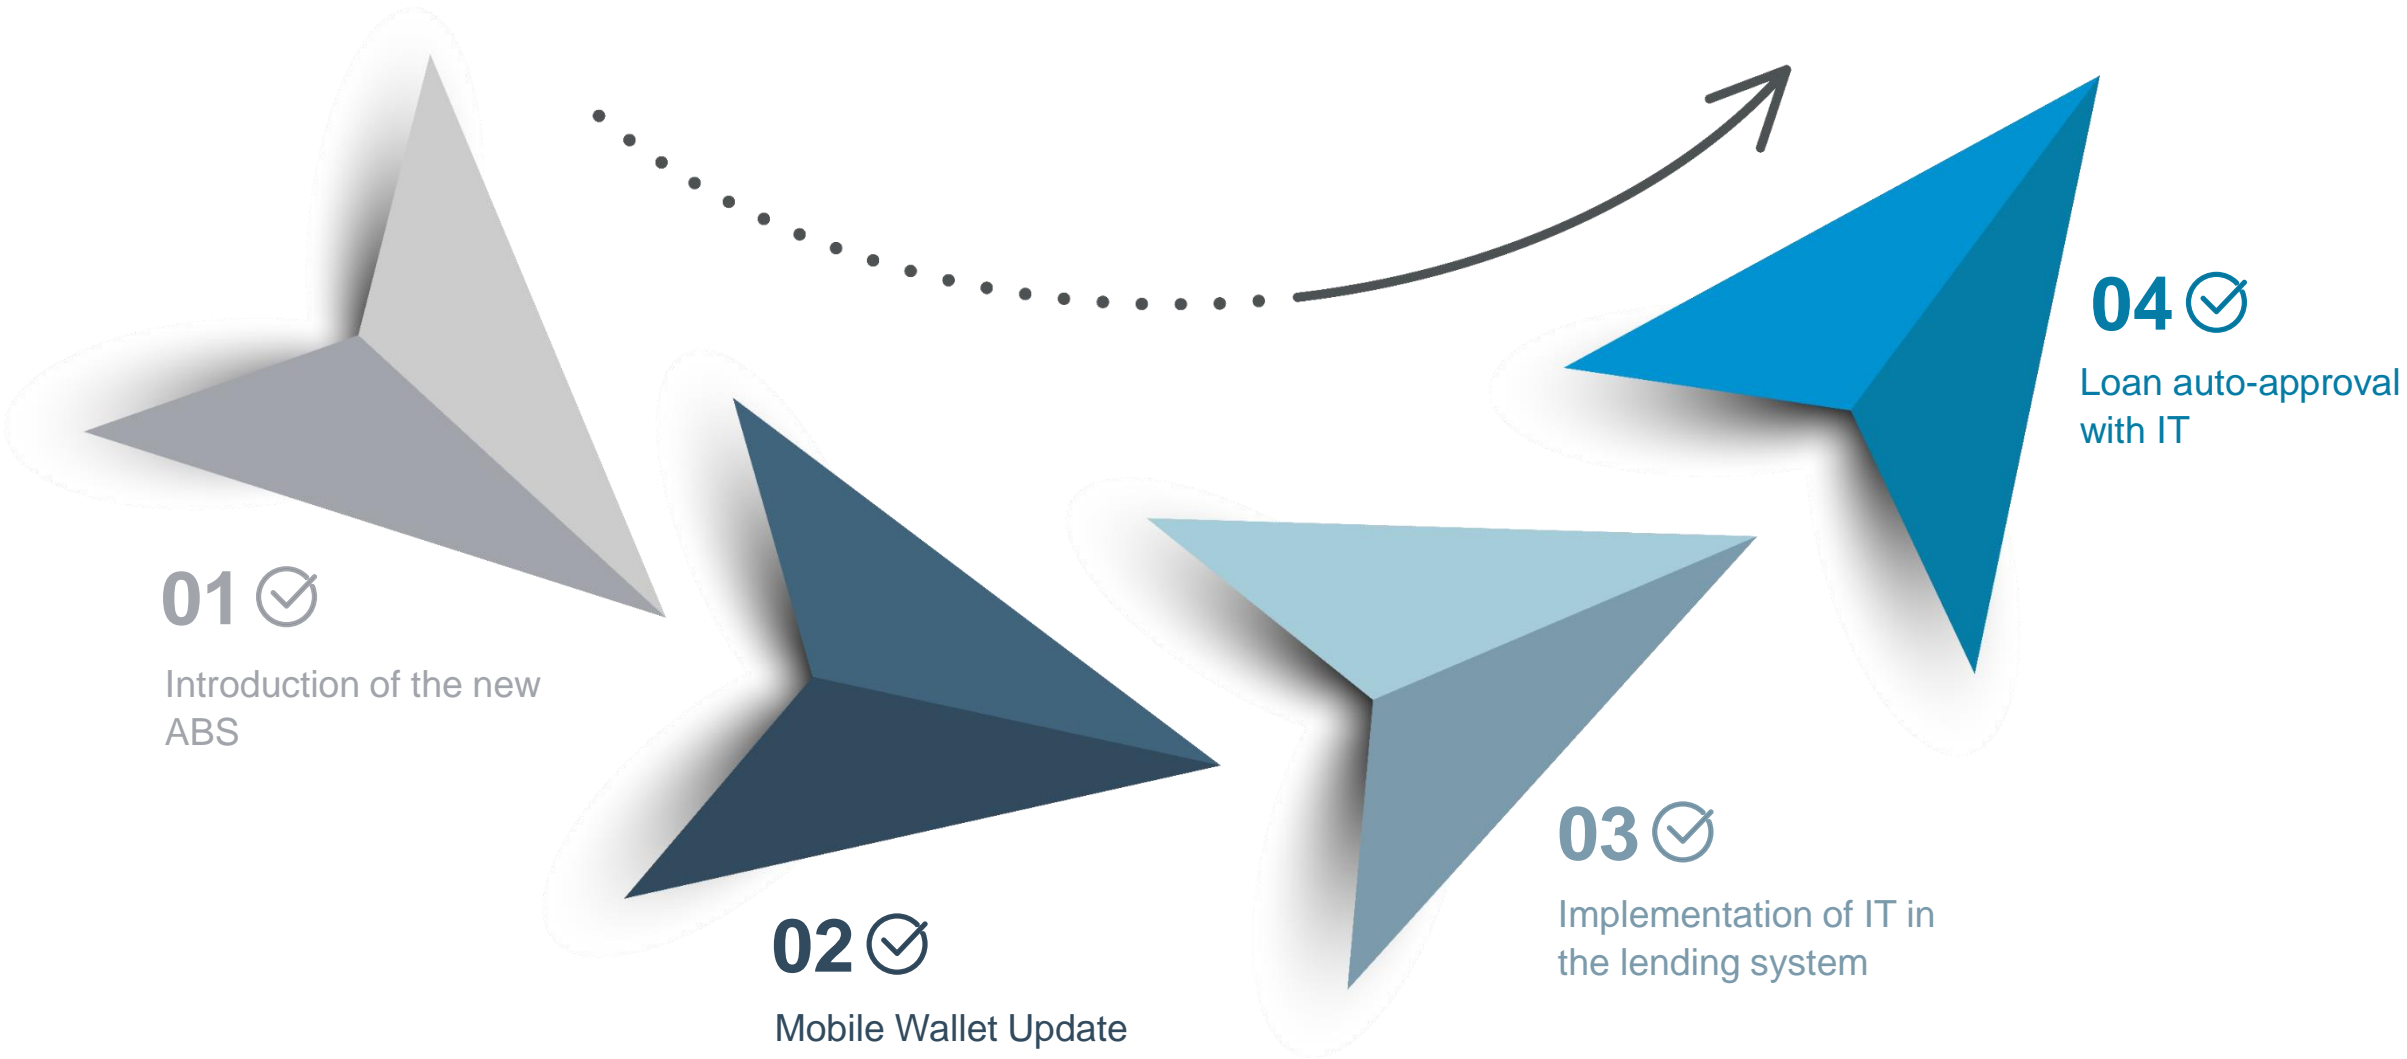 01
Introduction of the new
ABS
02
Mobile Wallet Update
03
Implementation of IT in
the lending system
04
Loan auto-approval
with IT